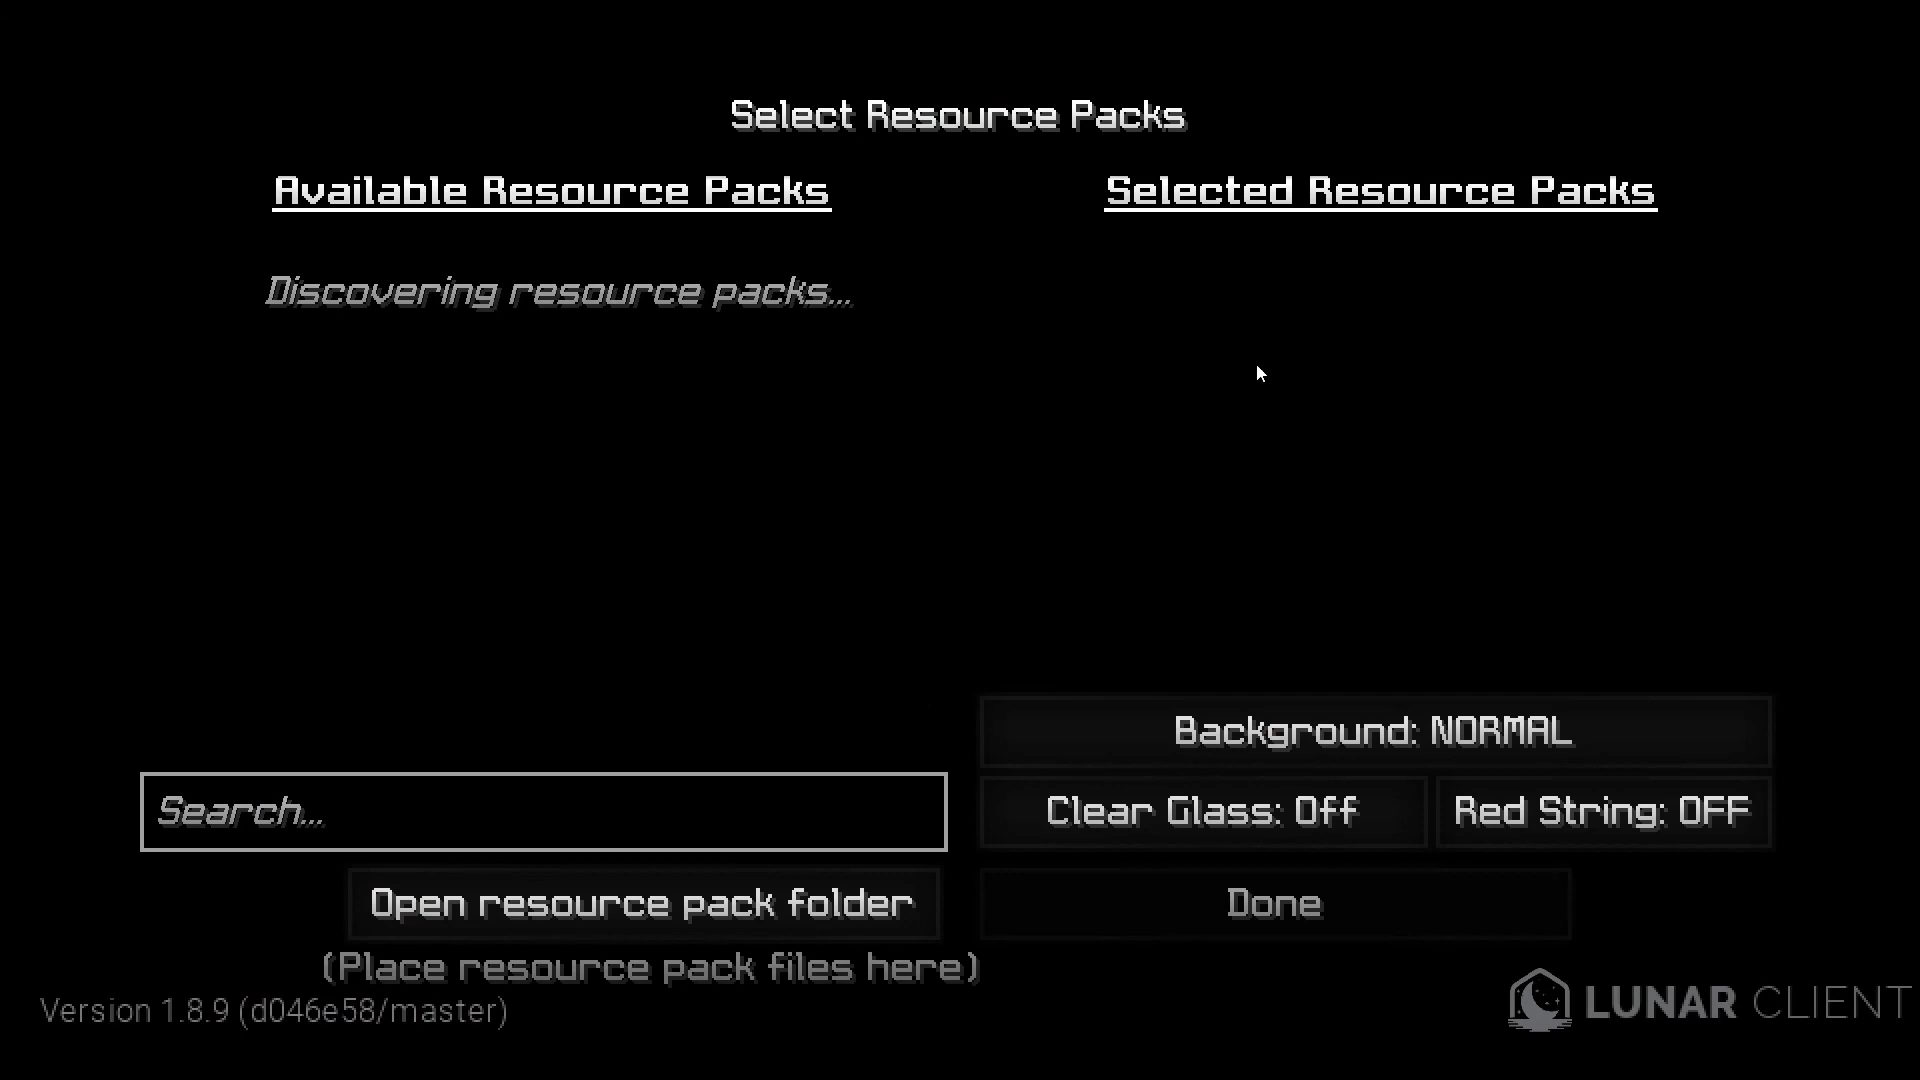 Select Resource Packs
Available Resource Packs
Selected Resource Packs
Discovering resource packs...
Background: NORMAL
Search...
Clear Glass: Off
Red String: OFF
Open resource pack folder
Done
(Place resource pack files here)
Version 1.8.9 (d046e58/master)
LUNAR CLIENT